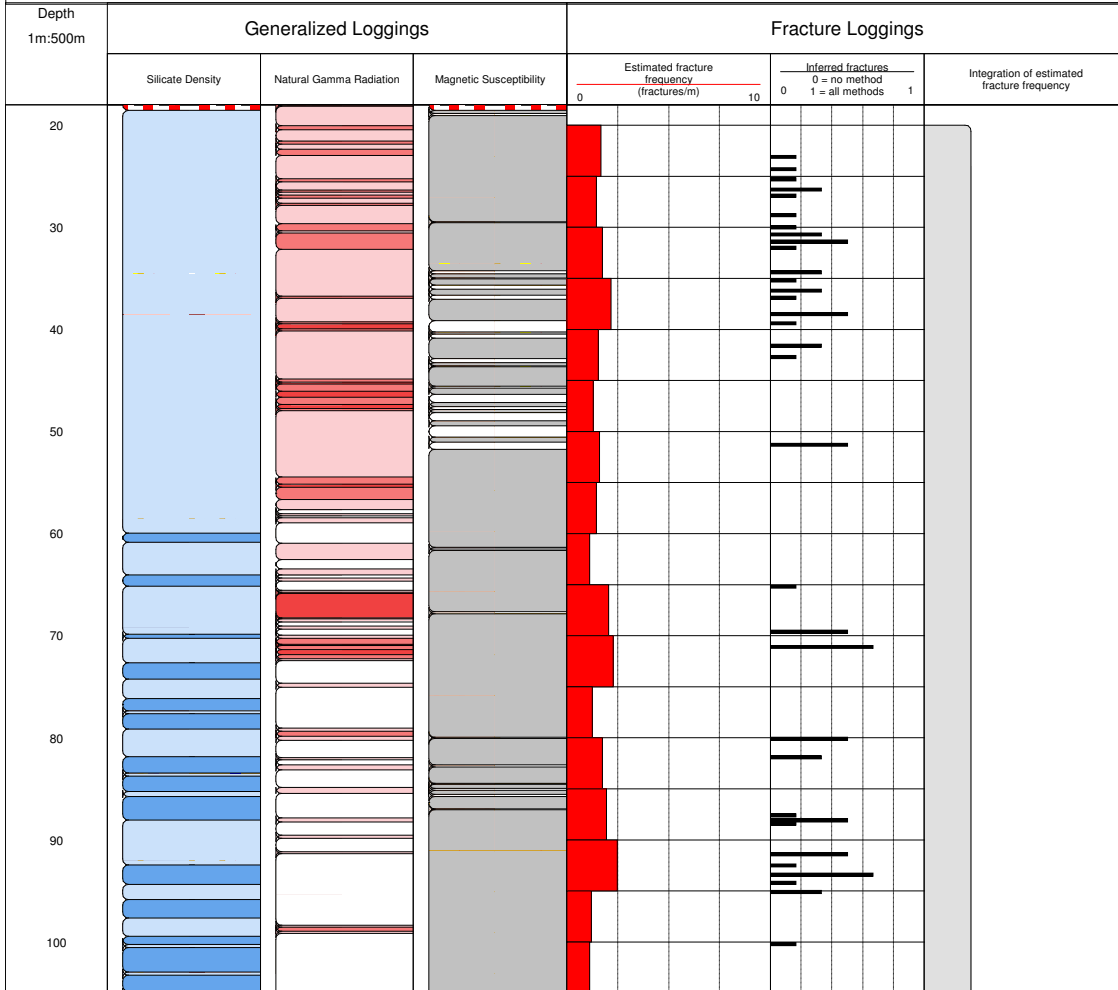 Depth
1m:500m
Generalized Loggings
Fracture Loggings
Silicate Density
Natural Gamma Radiation
Magnetic Susceptibility
Estimated fracture
frequency
(fractures/m)
0 10
Inferred fractures
0 = no method
0 1 = all methods 1
Integration of estimated
fracture frequency
20
30
40
50
60
70
80
90
100